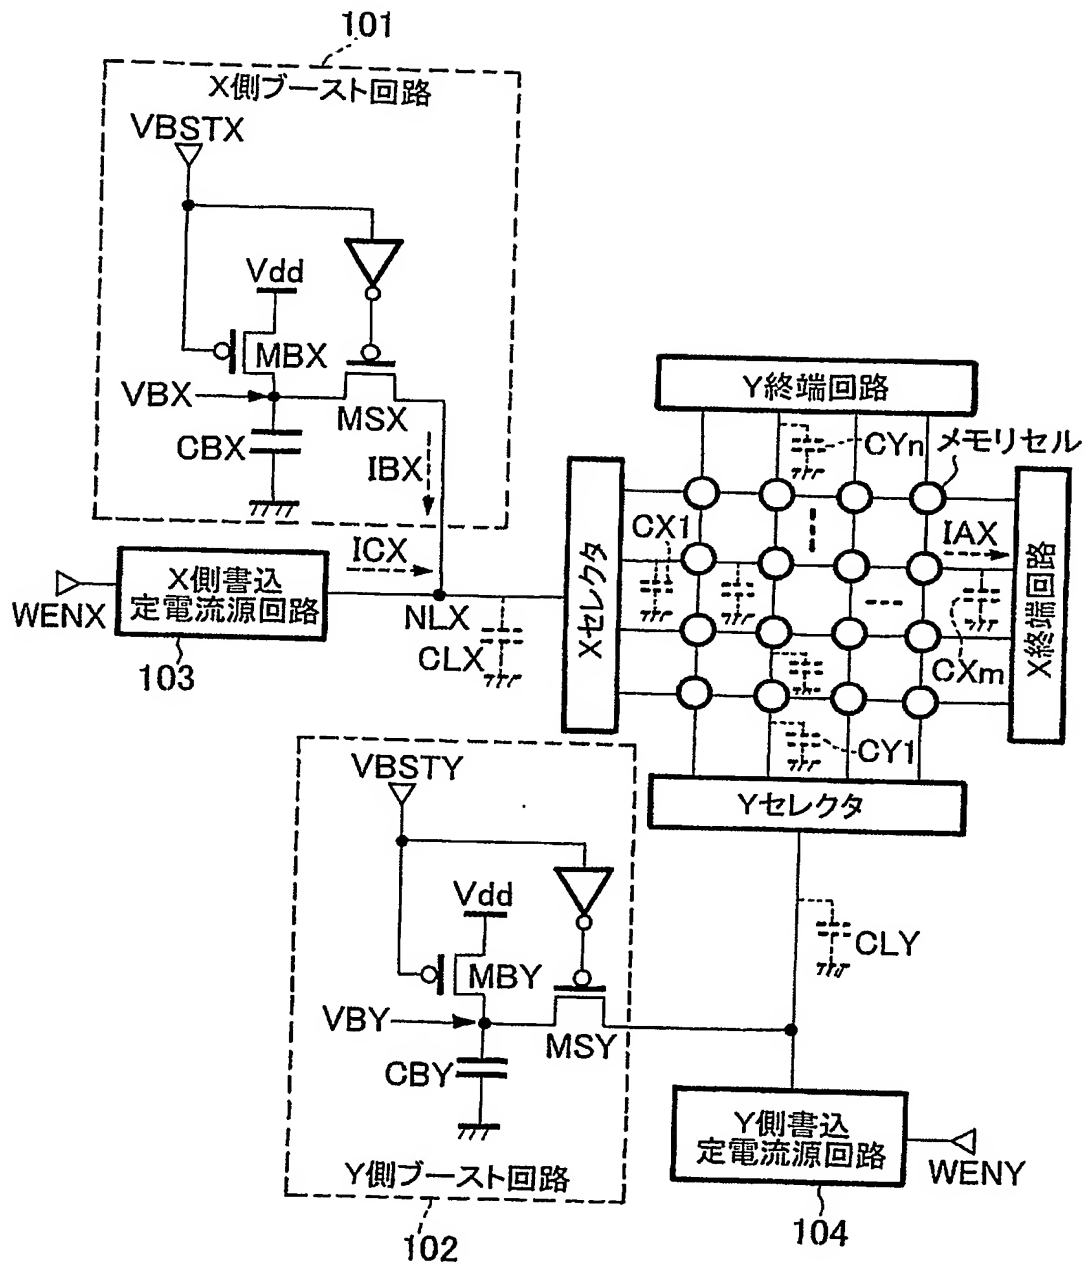 101
X側ブースト回路
VBSTX
Vdd
MBX
VBX
MSX
CBX
IBX
ICX
WENX
X側書込
定電流源回路
103
NLX
CLX
Xセレクタ
Y終端回路
CYn
メモリセル
CX1
IAX
CXm
X終端回路
CY1
Yセレクタ
VBSTY
Vdd
MBY
VBY
MSY
CBY
Y側ブースト回路
102
CLY
Y側書込
定電流源回路
WENY
104